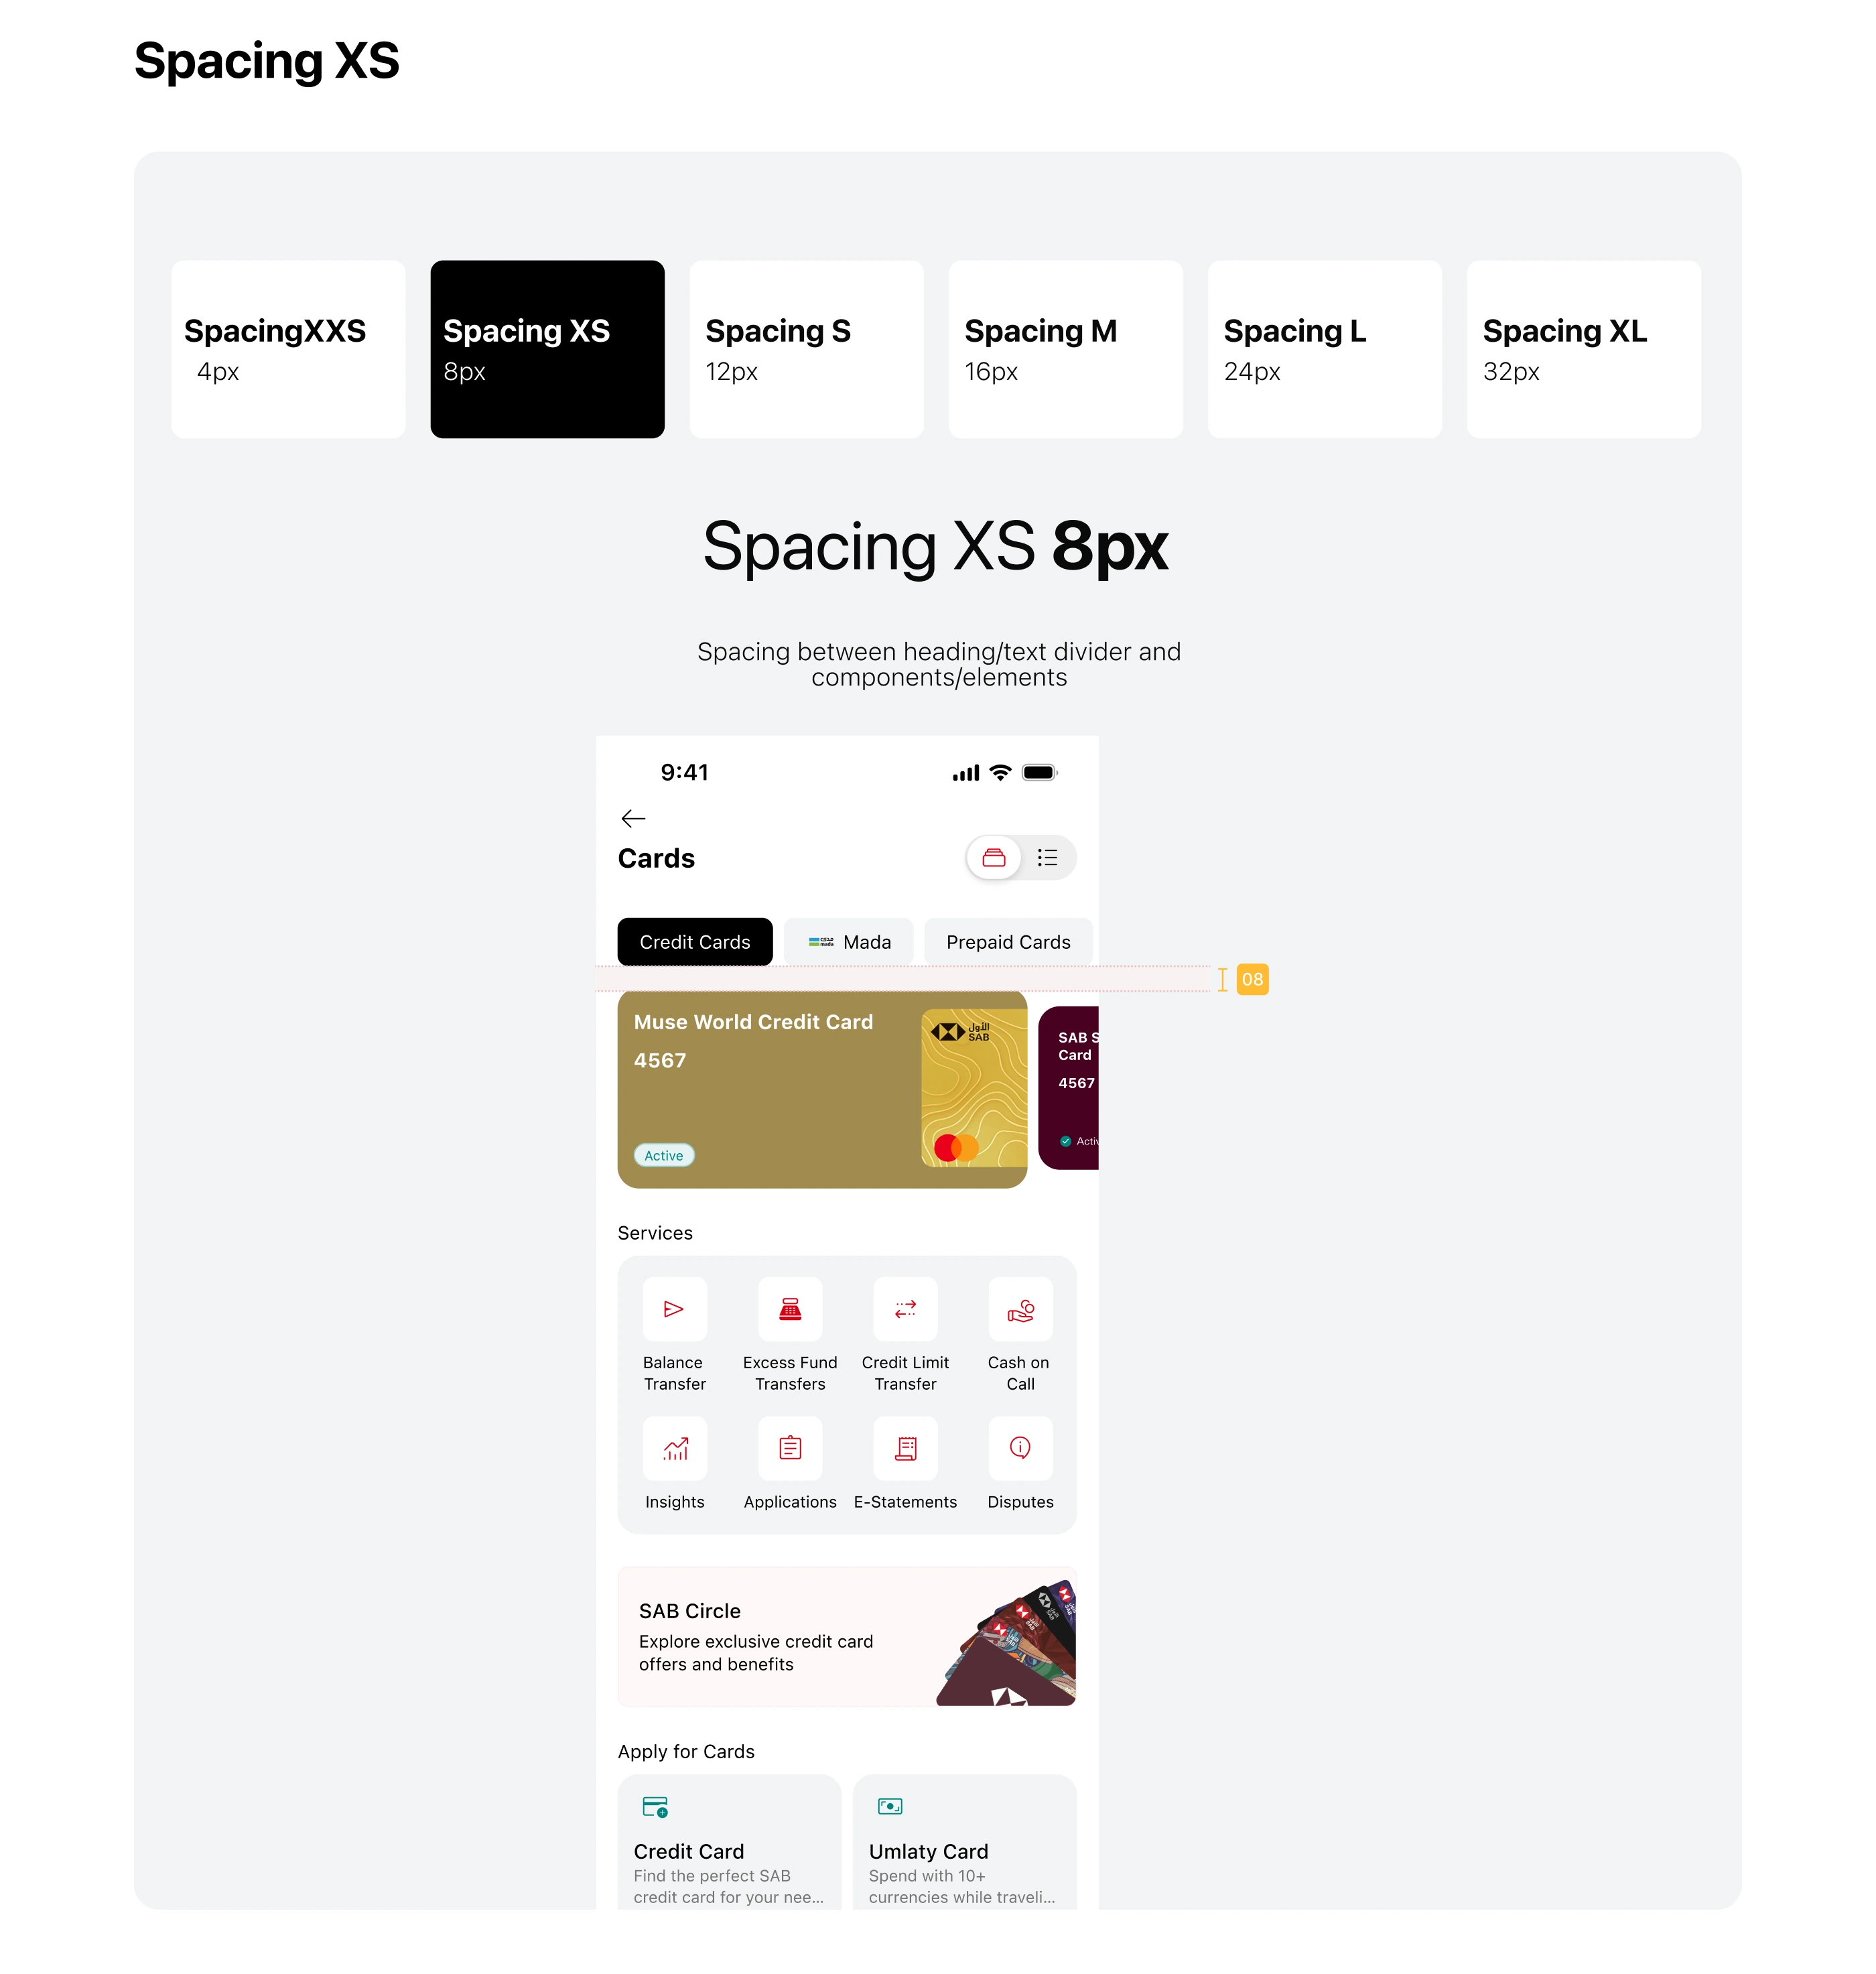 Spacing XS
SpacingXXS
4px
Spacing XS
8px
Spacing S
12px
Spacing M
16px
Spacing L
24px
Spacing XL
32px
Spacing XS 8px
Spacing between heading/text divider and
components/elements
9:41
Cards
Credit Cards
mada
Mada
Prepaid Cards
08
Muse World Credit Card
4567
Active
الأول
SAB
SAB S
Card
4567
Activ
Services
Balance
Transfer
Excess Fund
Transfers
Credit Limit
Transfer
Cash on
Call
Insights
Applications
E-Statements
Disputes
SAB Circle
Explore exclusive credit card
offers and benefits
Apply for Cards
Credit Card
Find the perfect SAB
credit card for your nee...
Umlaty Card
Spend with 10+
currencies while traveli...